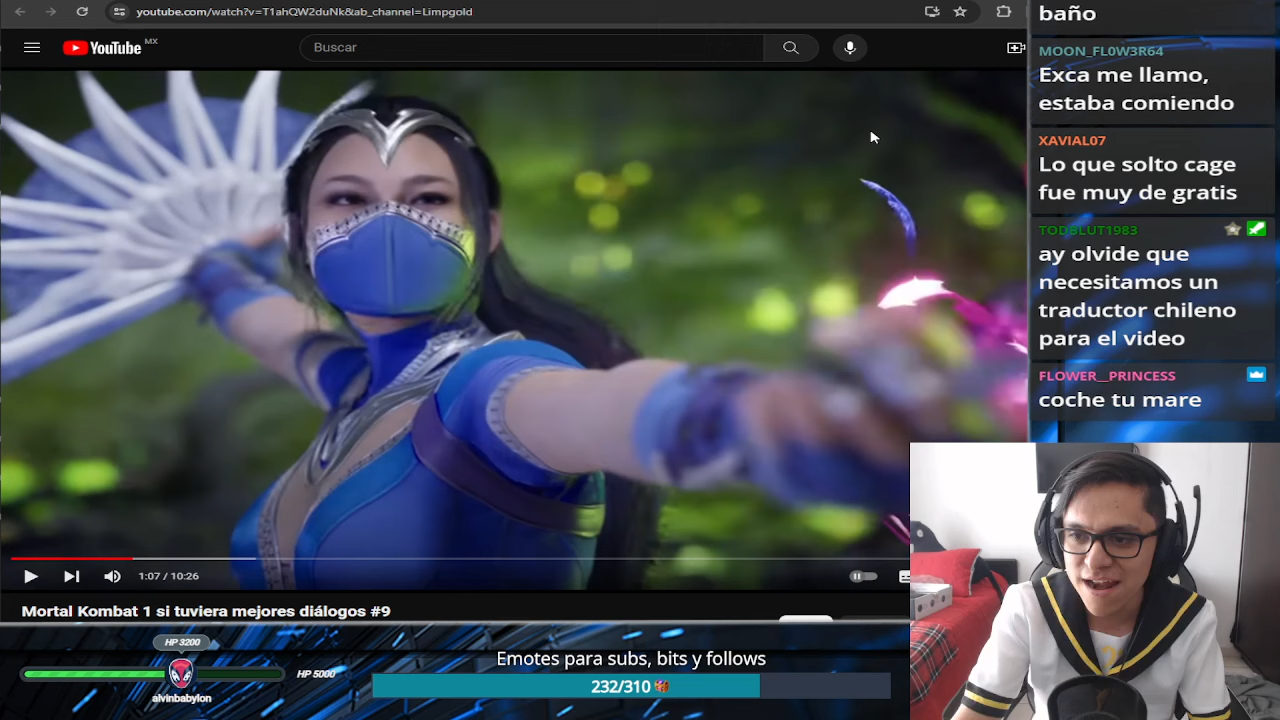 youtube.com/watch?v=T1ahQW2duNk&ab_channel=Limpgold
YouTube MX
Buscar
1:07 / 10:26
Mortal Kombat 1 si tuviera mejores diálogos #9
baño
MOON_FL0W3R64
Exca me llamo,
estaba comiendo
XAVIAL07
Lo que solto cage
fue muy de gratis
TODBLUT1983
ay olvide que
necesitamos un
traductor chileno
para el video
FLOWER__PRINCESS
coche tu mare
HP 3200
HP 5000
alvinbabylon
Emotes para subs, bits y follows
232/310